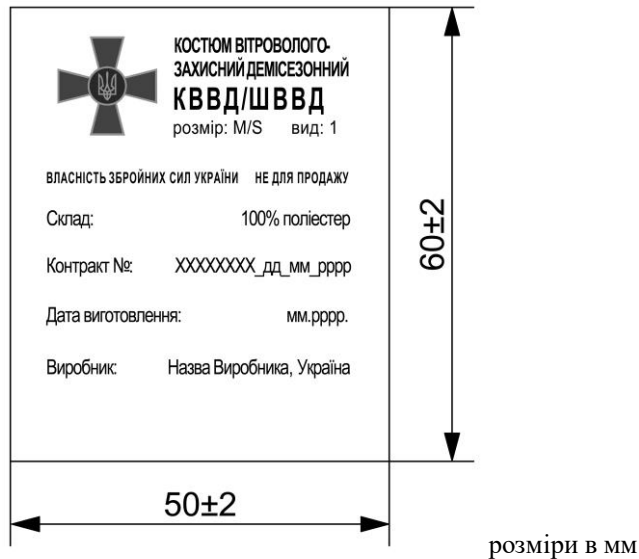 КОСТЮМ ВІТРОВОЛОГО-
ЗАХИСНИЙ ДЕМІСЕЗОННИЙ
КВВД/ШВВД
розмір: M/S вид: 1
ВЛАСНІСТЬ ЗБРОЙНИХ СИЛ УКРАЇНИ НЕ ДЛЯ ПРОДАЖУ
Склад: 100% поліестер
Контракт №: XXXXXXXX_дд_мм_рррр
Дата виготовлення: мм.рррр.
Виробник: Назва Виробника, Україна
60±2
50±2
розміри в мм